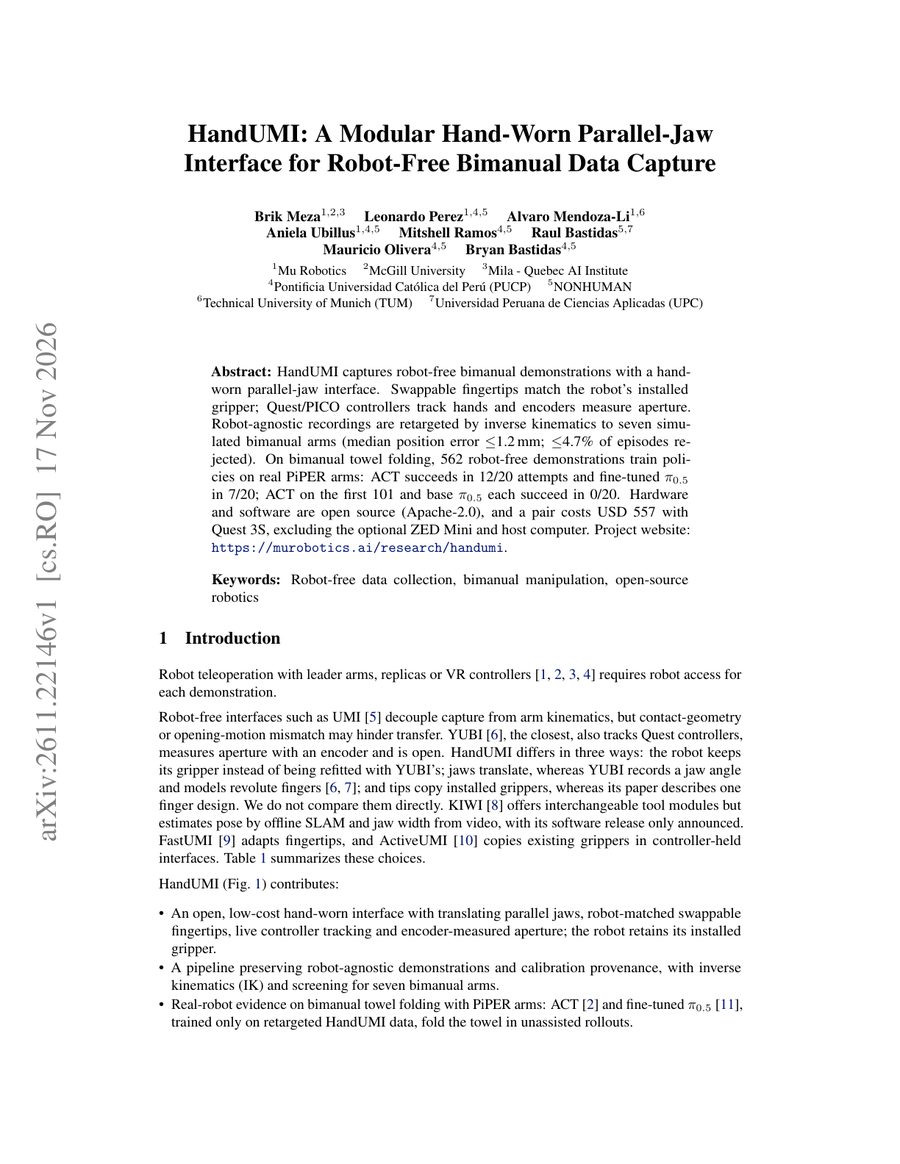 HandUMI: A Modular Hand-Worn Parallel-Jaw
Interface for Robot-Free Bimanual Data Capture
Brik Meza1,2,3 Leonardo Perez1,4,5 Alvaro Mendoza-Li1,6
Aniela Ubillus1,4,5 Mitshell Ramos4,5 Raul Bastidas5,7
Mauricio Olivera4,5 Bryan Bastidas4,5
1Mu Robotics 2McGill University 3Mila - Quebec AI Institute
4Pontificia Universidad Católica del Perú (PUCP) 5NONHUMAN
6Technical University of Munich (TUM) 7Universidad Peruana de Ciencias Aplicadas (UPC)
Abstract: HandUMI captures robot-free bimanual demonstrations with a hand-
worn parallel-jaw interface. Swappable fingertips match the robot's installed
gripper; Quest/PICO controllers track hands and encoders measure aperture.
Robot-agnostic recordings are retargeted by inverse kinematics to seven simu-
lated bimanual arms (median position error ≤1.2 mm; ≤4.7% of episodes re-
jected). On bimanual towel folding, 562 robot-free demonstrations train poli-
cies on real PiPER arms: ACT succeeds in 12/20 attempts and fine-tuned π0.5
in 7/20; ACT on the first 101 and base π0.5 each succeed in 0/20. Hardware
and software are open source (Apache-2.0), and a pair costs USD 557 with
Quest 3S, excluding the optional ZED Mini and host computer. Project website:
https://murobotics.ai/research/handumi.
Keywords: Robot-free data collection, bimanual manipulation, open-source
robotics
1 Introduction
Robot teleoperation with leader arms, replicas or VR controllers [1, 2, 3, 4] requires robot access for
each demonstration.
Robot-free interfaces such as UMI [5] decouple capture from arm kinematics, but contact-geometry
or opening-motion mismatch may hinder transfer. YUBI [6], the closest, also tracks Quest controllers,
measures aperture with an encoder and is open. HandUMI differs in three ways: the robot keeps
its gripper instead of being refitted with YUBI's; jaws translate, whereas YUBI records a jaw angle
and models revolute fingers [6, 7]; and tips copy installed grippers, whereas its paper describes one
finger design. We do not compare them directly. KIWI [8] offers interchangeable tool modules but
estimates pose by offline SLAM and jaw width from video, with its software release only announced.
FastUMI [9] adapts fingertips, and ActiveUMI [10] copies existing grippers in controller-held
interfaces. Table 1 summarizes these choices.
HandUMI (Fig. 1) contributes:
• An open, low-cost hand-worn interface with translating parallel jaws, robot-matched swappable
fingertips, live controller tracking and encoder-measured aperture; the robot retains its installed
gripper.
• A pipeline preserving robot-agnostic demonstrations and calibration provenance, with inverse
kinematics (IK) and screening for seven bimanual arms.
• Real-robot evidence on bimanual towel folding with PiPER arms: ACT [2] and fine-tuned π0.5 [11],
trained only on retargeted HandUMI data, fold the towel in unassisted rollouts.
arXiv:2611.22146v1 [cs.RO] 17 Nov 2026